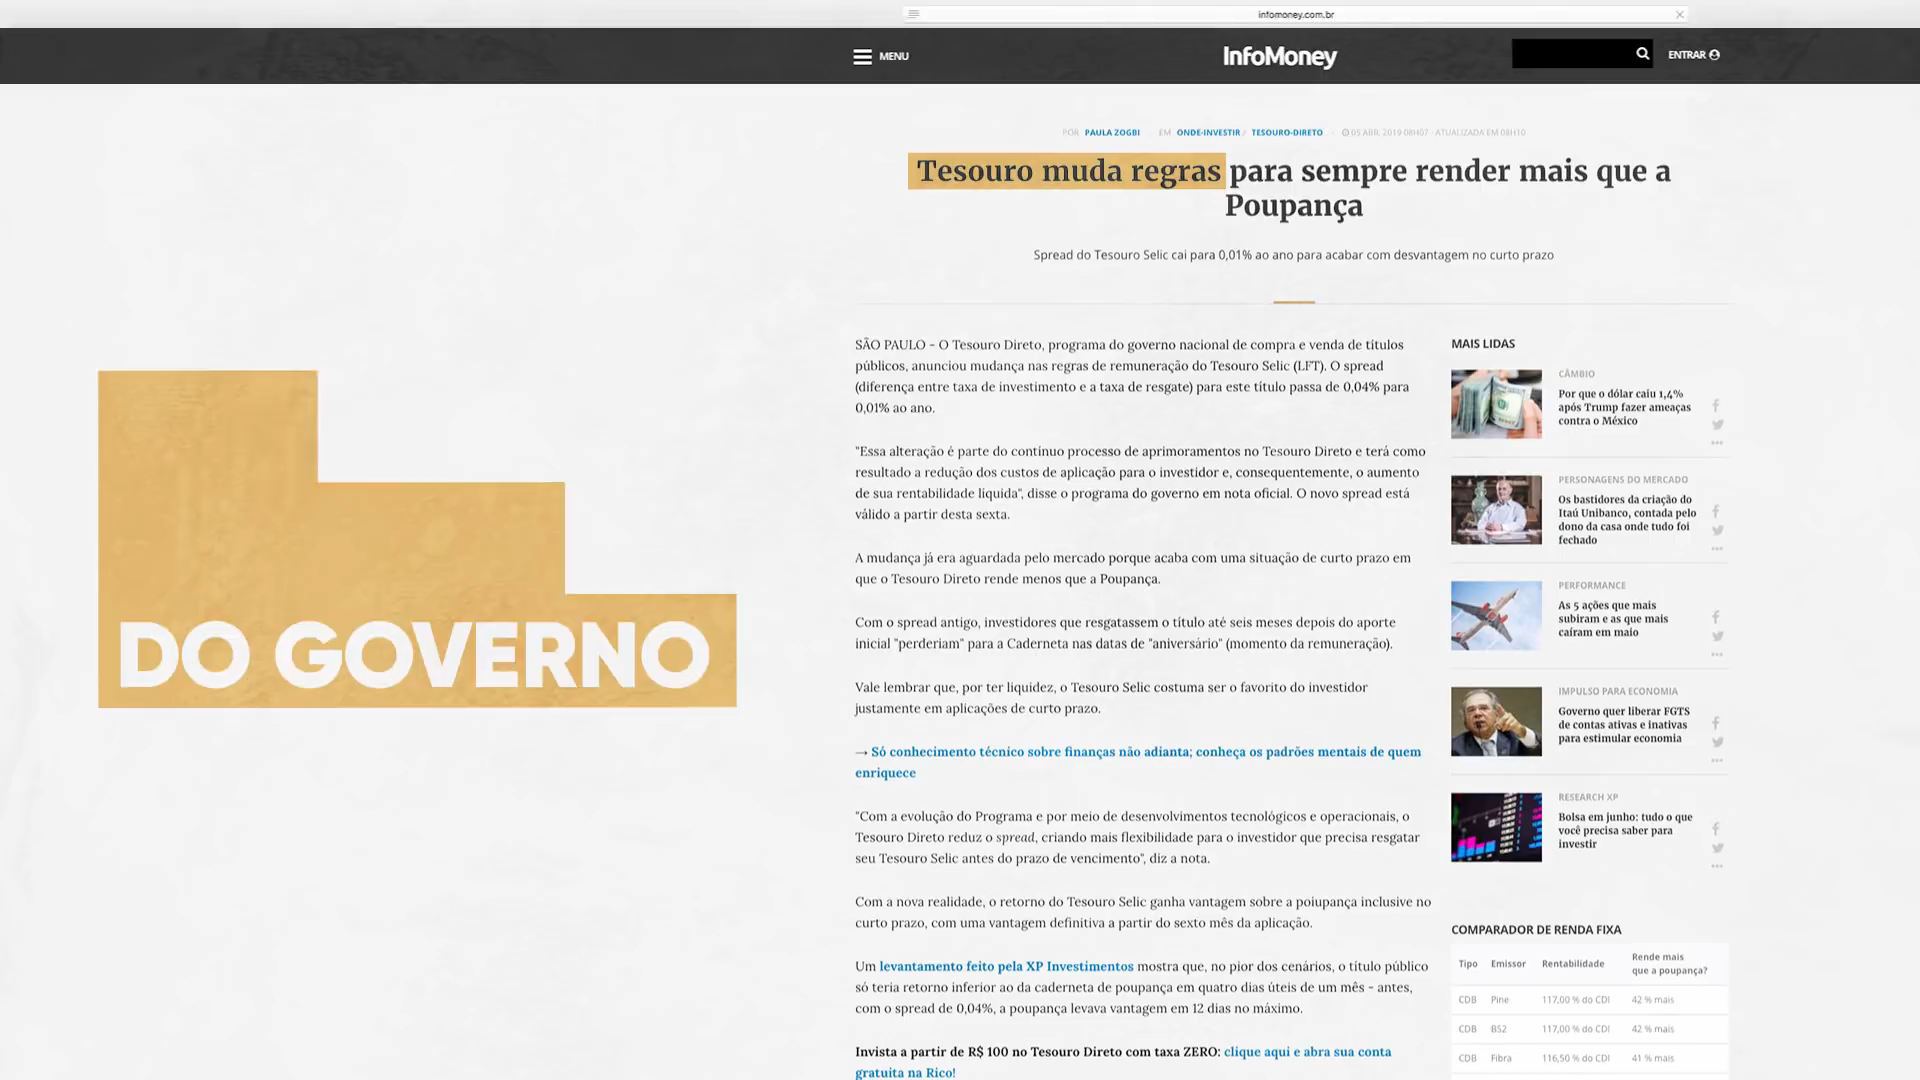 infomoney.com.br
MENU
InfoMoney
ENTRAR
POR PAULA ZOGBI EM ONDE-INVESTIR / TESOURO-DIRETO - 05 ABR, 2019 08H07 - ATUALIZADA EM 08H10
Tesouro muda regras para sempre render mais que a
Poupança
Spread do Tesouro Selic cai para 0,01% ao ano para acabar com desvantagem no curto prazo
DO GOVERNO
SÃO PAULO - O Tesouro Direto, programa do governo nacional de compra e venda de títulos
públicos, anunciou mudança nas regras de remuneração do Tesouro Selic (LFT). O spread
(diferença entre taxa de investimento e a taxa de resgate) para este título passa de 0,04% para
0,01% ao ano.
"Essa alteração é parte do contínuo processo de aprimoramentos no Tesouro Direto e terá como
resultado a redução dos custos de aplicação para o investidor e, consequentemente, o aumento
de sua rentabilidade líquida", disse o programa do governo em nota oficial. O novo spread está
válido a partir desta sexta.
A mudança já era aguardada pelo mercado porque acaba com uma situação de curto prazo em
que o Tesouro Direto rende menos que a Poupança.
Com o spread antigo, investidores que resgatassem o título até seis meses depois do aporte
inicial "perderiam" para a Caderneta nas datas de "aniversário" (momento da remuneração).
Vale lembrar que, por ter liquidez, o Tesouro Selic costuma ser o favorito do investidor
justamente em aplicações de curto prazo.
→ Só conhecimento técnico sobre finanças não adianta; conheça os padrões mentais de quem
enriquece
"Com a evolução do Programa e por meio de desenvolvimentos tecnológicos e operacionais, o
Tesouro Direto reduz o spread, criando mais flexibilidade para o investidor que precisa resgatar
seu Tesouro Selic antes do prazo de vencimento", diz a nota.
Com a nova realidade, o retorno do Tesouro Selic ganha vantagem sobre a poiupança inclusive no
curto prazo, com uma vantagem definitiva a partir do sexto mês da aplicação.
Um levantamento feito pela XP Investimentos mostra que, no pior dos cenários, o título público
só teria retorno inferior ao da caderneta de poupança em quatro dias úteis de um mês - antes,
com o spread de 0,04%, a poupança levava vantagem em 12 dias no máximo.
Invista a partir de R$ 100 no Tesouro Direto com taxa ZERO: clique aqui e abra sua conta
gratuita na Rico!
MAIS LIDAS
CÂMBIO
Por que o dólar caiu 1,4%
após Trump fazer ameaças
contra o México
PERSONAGENS DO MERCADO
Os bastidores da criação do
Itaú Unibanco, contada pelo
dono da casa onde tudo foi
fechado
PERFORMANCE
As 5 ações que mais
subiram e as que mais
caíram em maio
IMPULSO PARA ECONOMIA
Governo quer liberar FGTS
de contas ativas e inativas
para estimular economia
RESEARCH XP
Bolsa em junho: tudo o que
você precisa saber para
investir
COMPARADOR DE RENDA FIXA
Tipo Emissor Rentabilidade Rende mais
que a poupança?
CDB Pine 117,00 % do CDI 42 % mais
CDB BS2 117,00 % do CDI 42 % mais
CDB Fibra 116,50 % do CDI 41 % mais